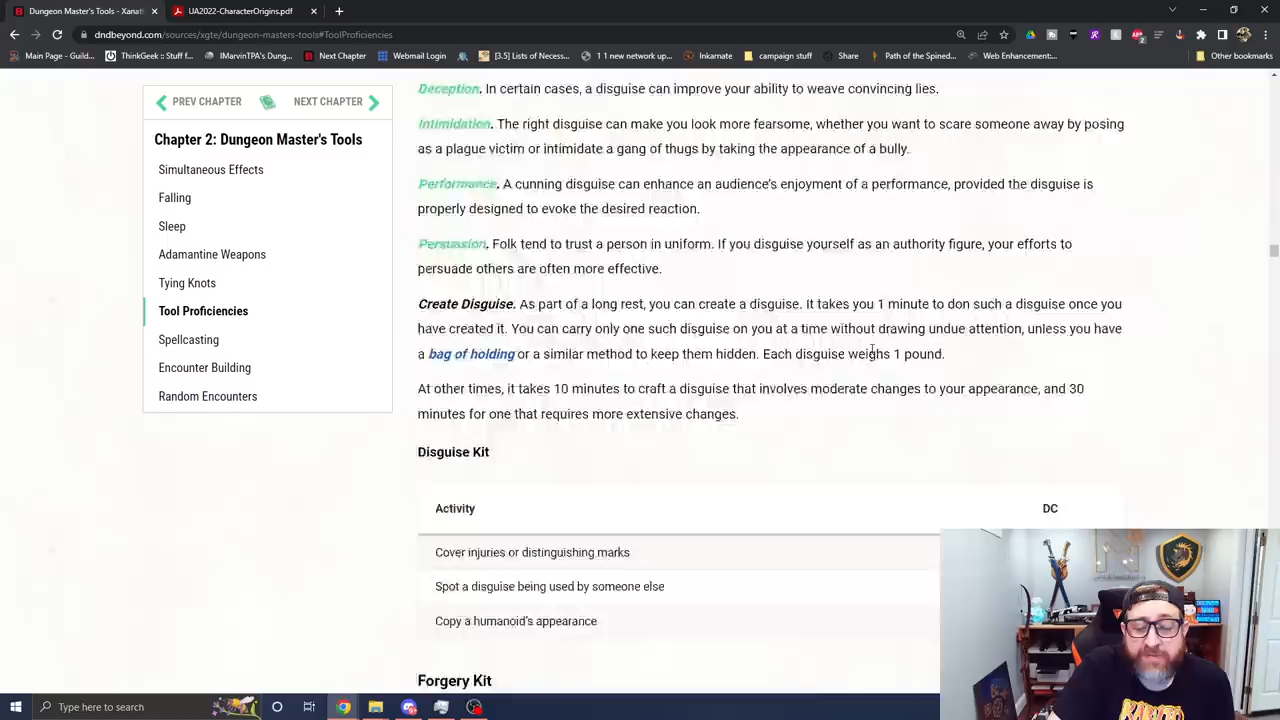 Dungeon Master's Tools - Xanat
UA2022-CharacterOrigins.pdf
dndbeyond.com/sources/xgte/dungeon-masters-tools#ToolProficiencies
Main Page - Guild...
ThinkGeek :: Stuff f...
IMarvinTPA's Dun...
Next Chapter
Webmail Login
[3.5] Lists of Necess...
1 1 new network up...
Inkarnate
campaign stuff
Share
Path of the Spined...
Web Enhancement:...
Other bookmarks
PREV CHAPTER
NEXT CHAPTER
Chapter 2: Dungeon Master's Tools
Simultaneous Effects
Falling
Sleep
Adamantine Weapons
Tying Knots
Tool Proficiencies
Spellcasting
Encounter Building
Random Encounters
Deception. In certain cases, a disguise can improve your ability to weave convincing lies.
Intimidation. The right disguise can make you look more fearsome, whether you want to scare someone away by posing
as a plague victim or intimidate a gang of thugs by taking the appearance of a bully.
Performance. A cunning disguise can enhance an audience's enjoyment of a performance, provided the disguise is
properly designed to evoke the desired reaction.
Persuasion. Folk tend to trust a person in uniform. If you disguise yourself as an authority figure, your efforts to
persuade others are often more effective.
Create Disguise. As part of a long rest, you can create a disguise. It takes you 1 minute to don such a disguise once you
have created it. You can carry only one such disguise on you at a time without drawing undue attention, unless you have
a bag of holding or a similar method to keep them hidden. Each disguise weighs 1 pound.
At other times, it takes 10 minutes to craft a disguise that involves moderate changes to your appearance, and 30
minutes for one that requires more extensive changes.
Disguise Kit
Activity DC
Cover injuries or distinguishing marks
Spot a disguise being used by someone else
Copy a humanoid's appearance
Forgery Kit
Type here to search